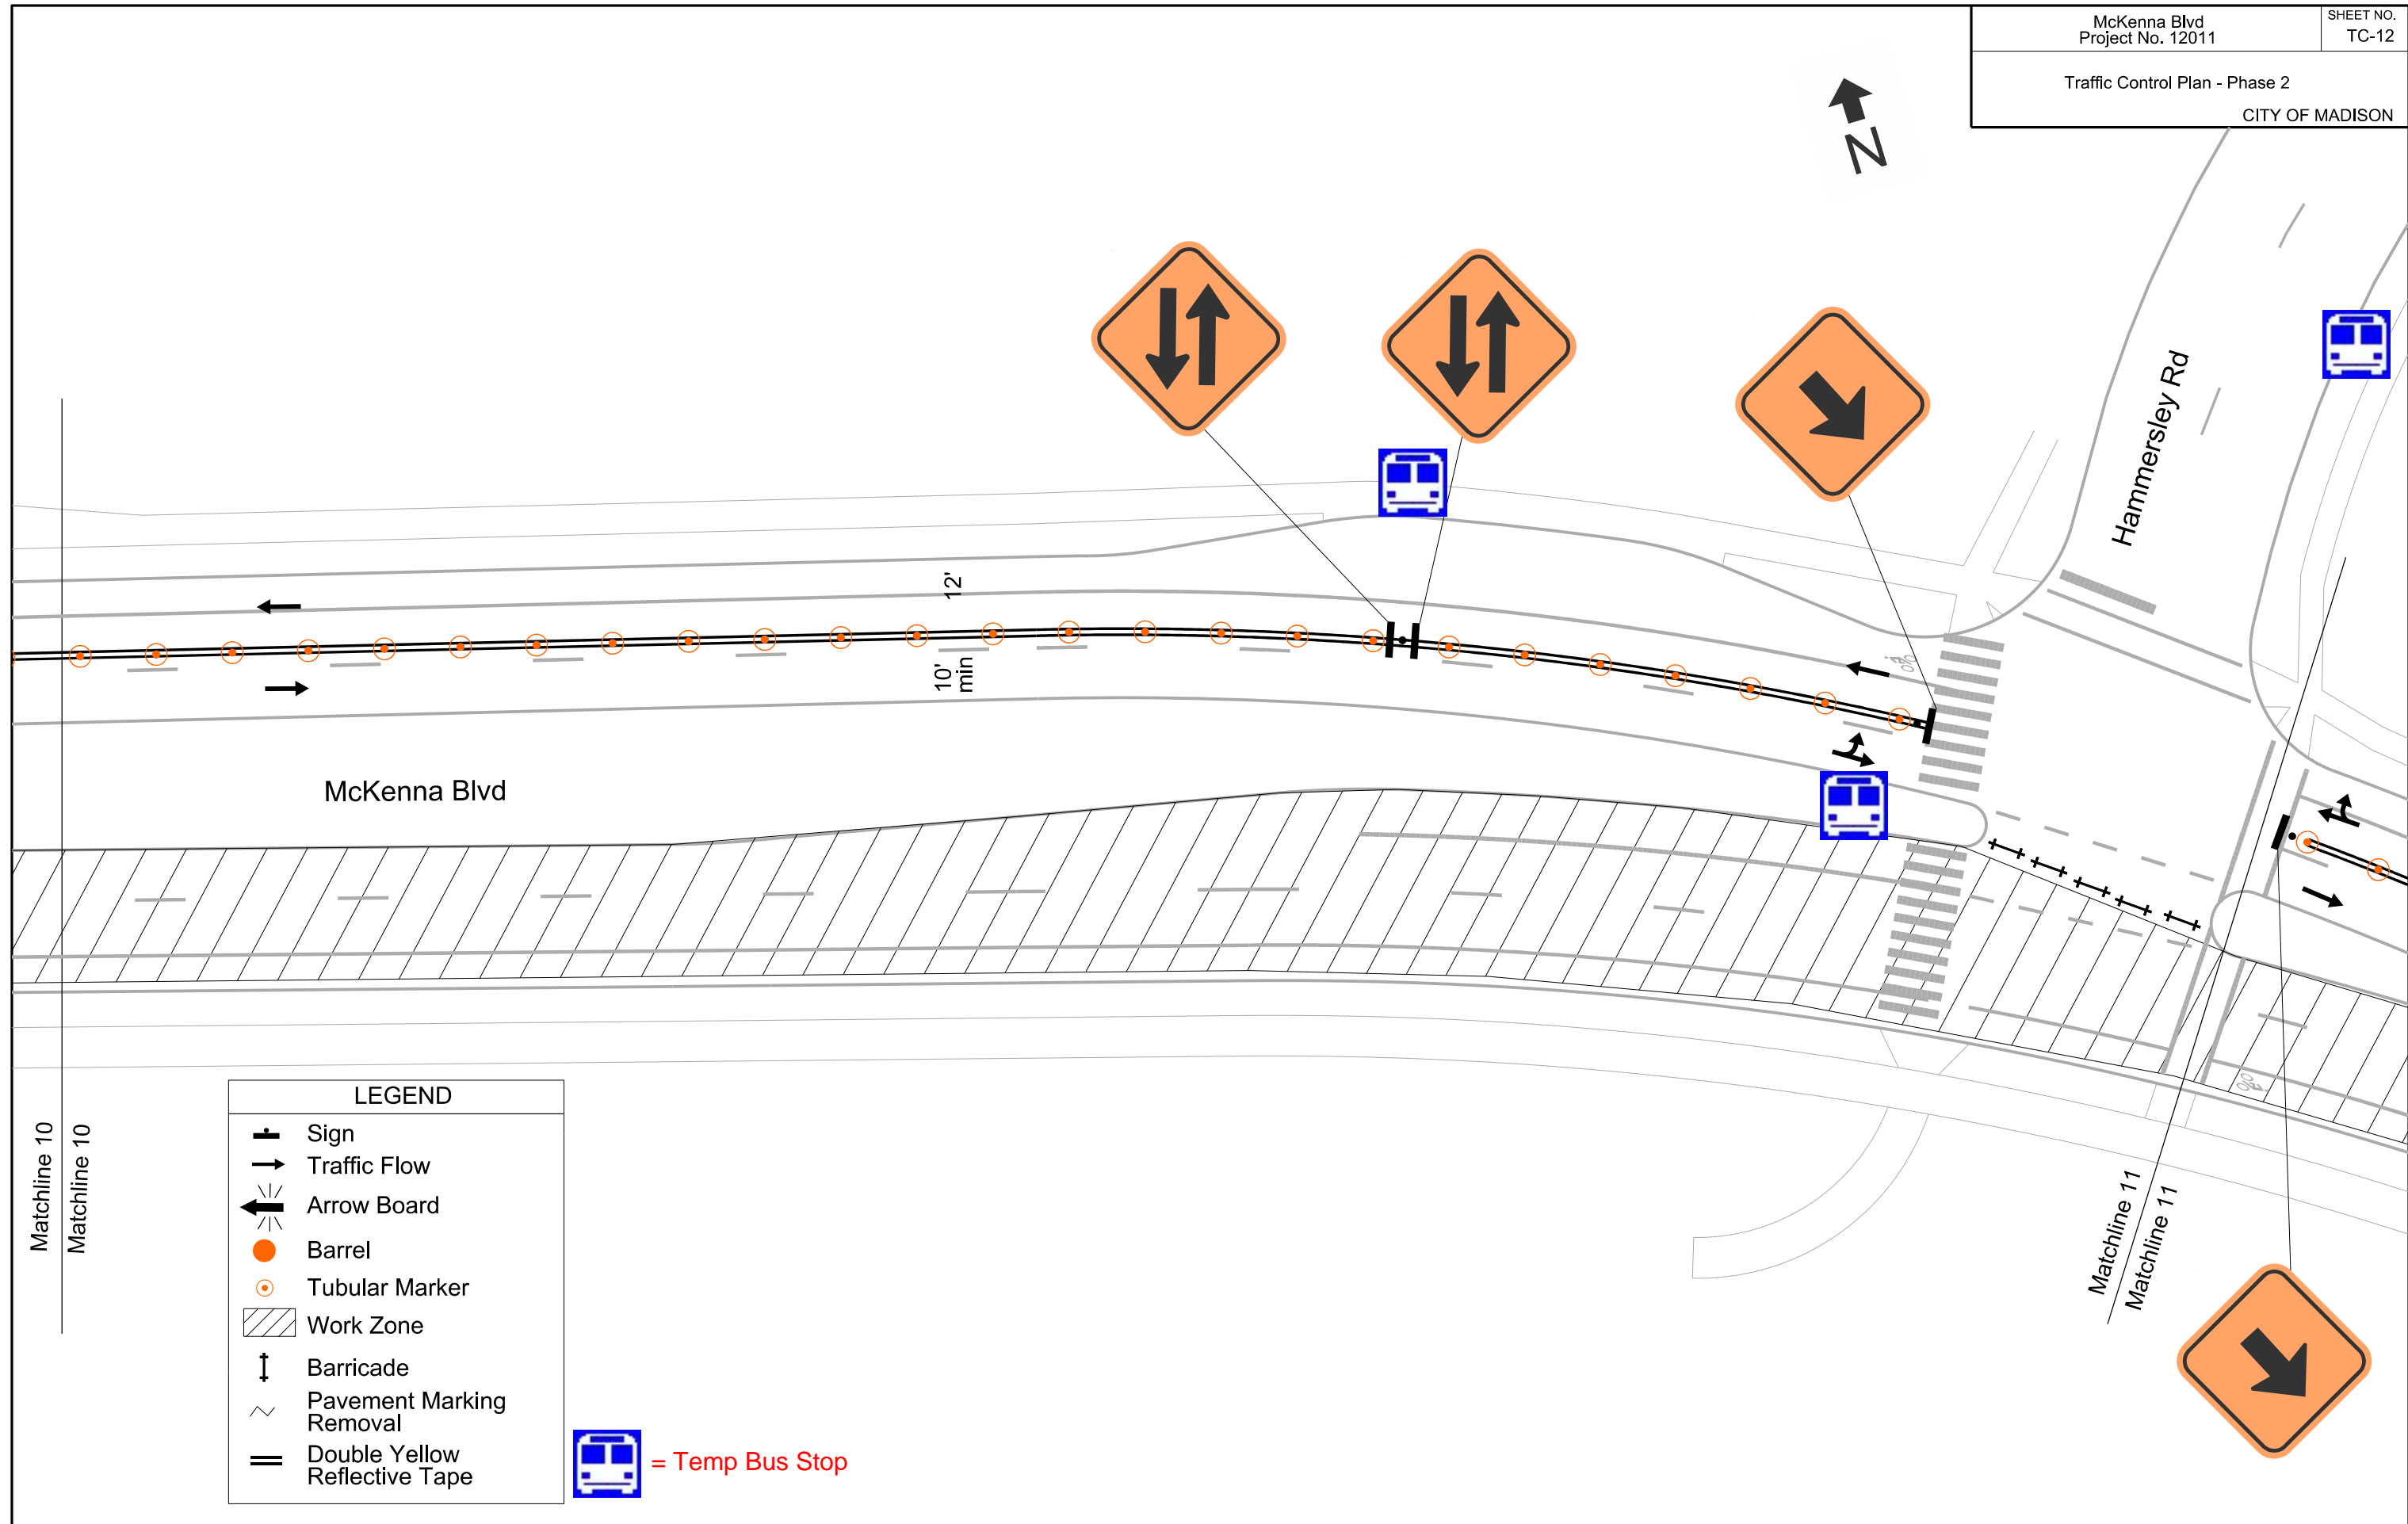 McKenna Blvd
Project No. 12011
SHEET NO.
TC-12
Traffic Control Plan - Phase 2
CITY OF MADISON
N
Hammersley Rd
12'
10'
min
McKenna Blvd
Matchline 10
Matchline 10
LEGEND
Sign
Traffic Flow
Arrow Board
Barrel
Tubular Marker
Work Zone
Barricade
Pavement Marking
Removal
Double Yellow
Reflective Tape
= Temp Bus Stop
Matchline 11
Matchline 11